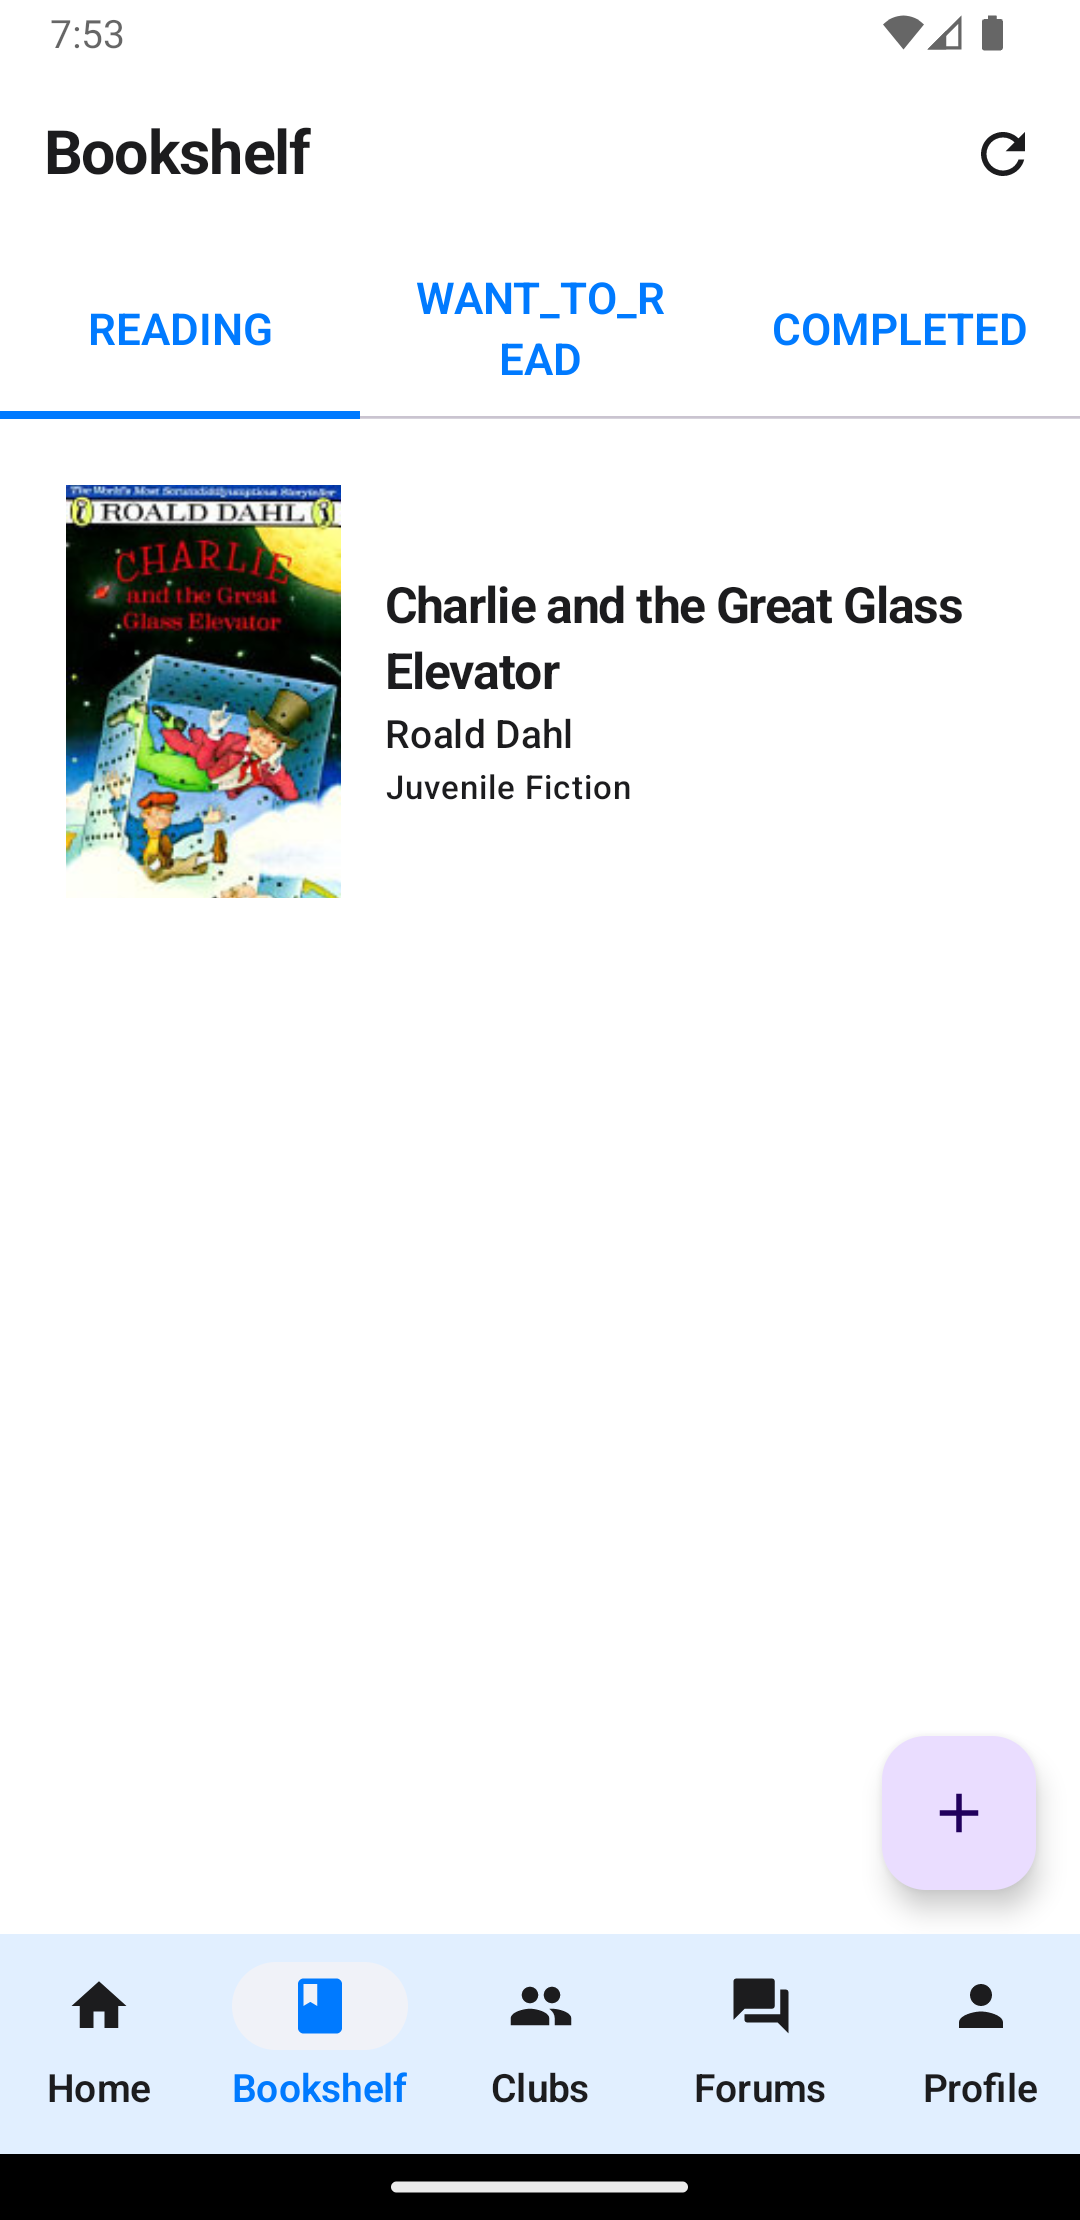 7:53
Bookshelf
READING
WANT_TO_R
EAD
COMPLETED
The World's Most Scrumdiddlyumptious Storyteller
ROALD DAHL
CHARLIE
and the Great
Glass Elevator
Charlie and the Great Glass
Elevator
Roald Dahl
Juvenile Fiction
Home
Bookshelf
Clubs
Forums
Profile